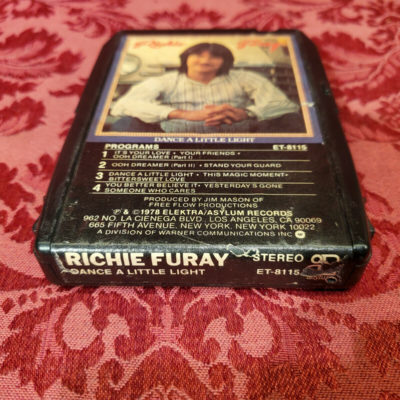 DANCE A LITTLE LIGHT
PROGRAMS ET-8115
1 IT'S YOUR LOVE • YOUR FRIENDS •
OOH DREAMER (Part I)
2 OOH DREAMER (Part II) • STAND YOUR GUARD
3 DANCE A LITTLE LIGHT • THIS MAGIC MOMENT•
BITTERSWEET LOVE
4 YOU BETTER BELIEVE IT• YESTERDAY'S GONE
SOMEONE WHO CARES
PRODUCED BY JIM MASON OF
FREE FLOW PRODUCTIONS
℗ & © 1978 ELEKTRA/ASYLUM RECORDS
962 NO. LA CIENEGA BLVD., LOS ANGELES, CA 90069
665 FIFTH AVENUE, NEW YORK, NEW YORK 10022
A DIVISION OF WARNER COMMUNICATIONS INC
RICHIE FURAY STEREO
DANCE A LITTLE LIGHT ET-8115